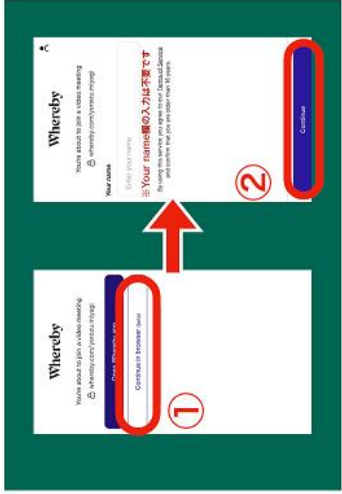 Whereby
You're about to join a video meeting
whereby.com/yorozu.miyagi
Open Whereby app
Continue in browser (beta)
①
Whereby
You're about to join a video meeting
whereby.com/yorozu.miyagi
Your name
Enter your name
※Your name欄の入力は不要です
By using this service you agree to our Terms of Service
and confirm that you are older than 16 years.
②
Continue